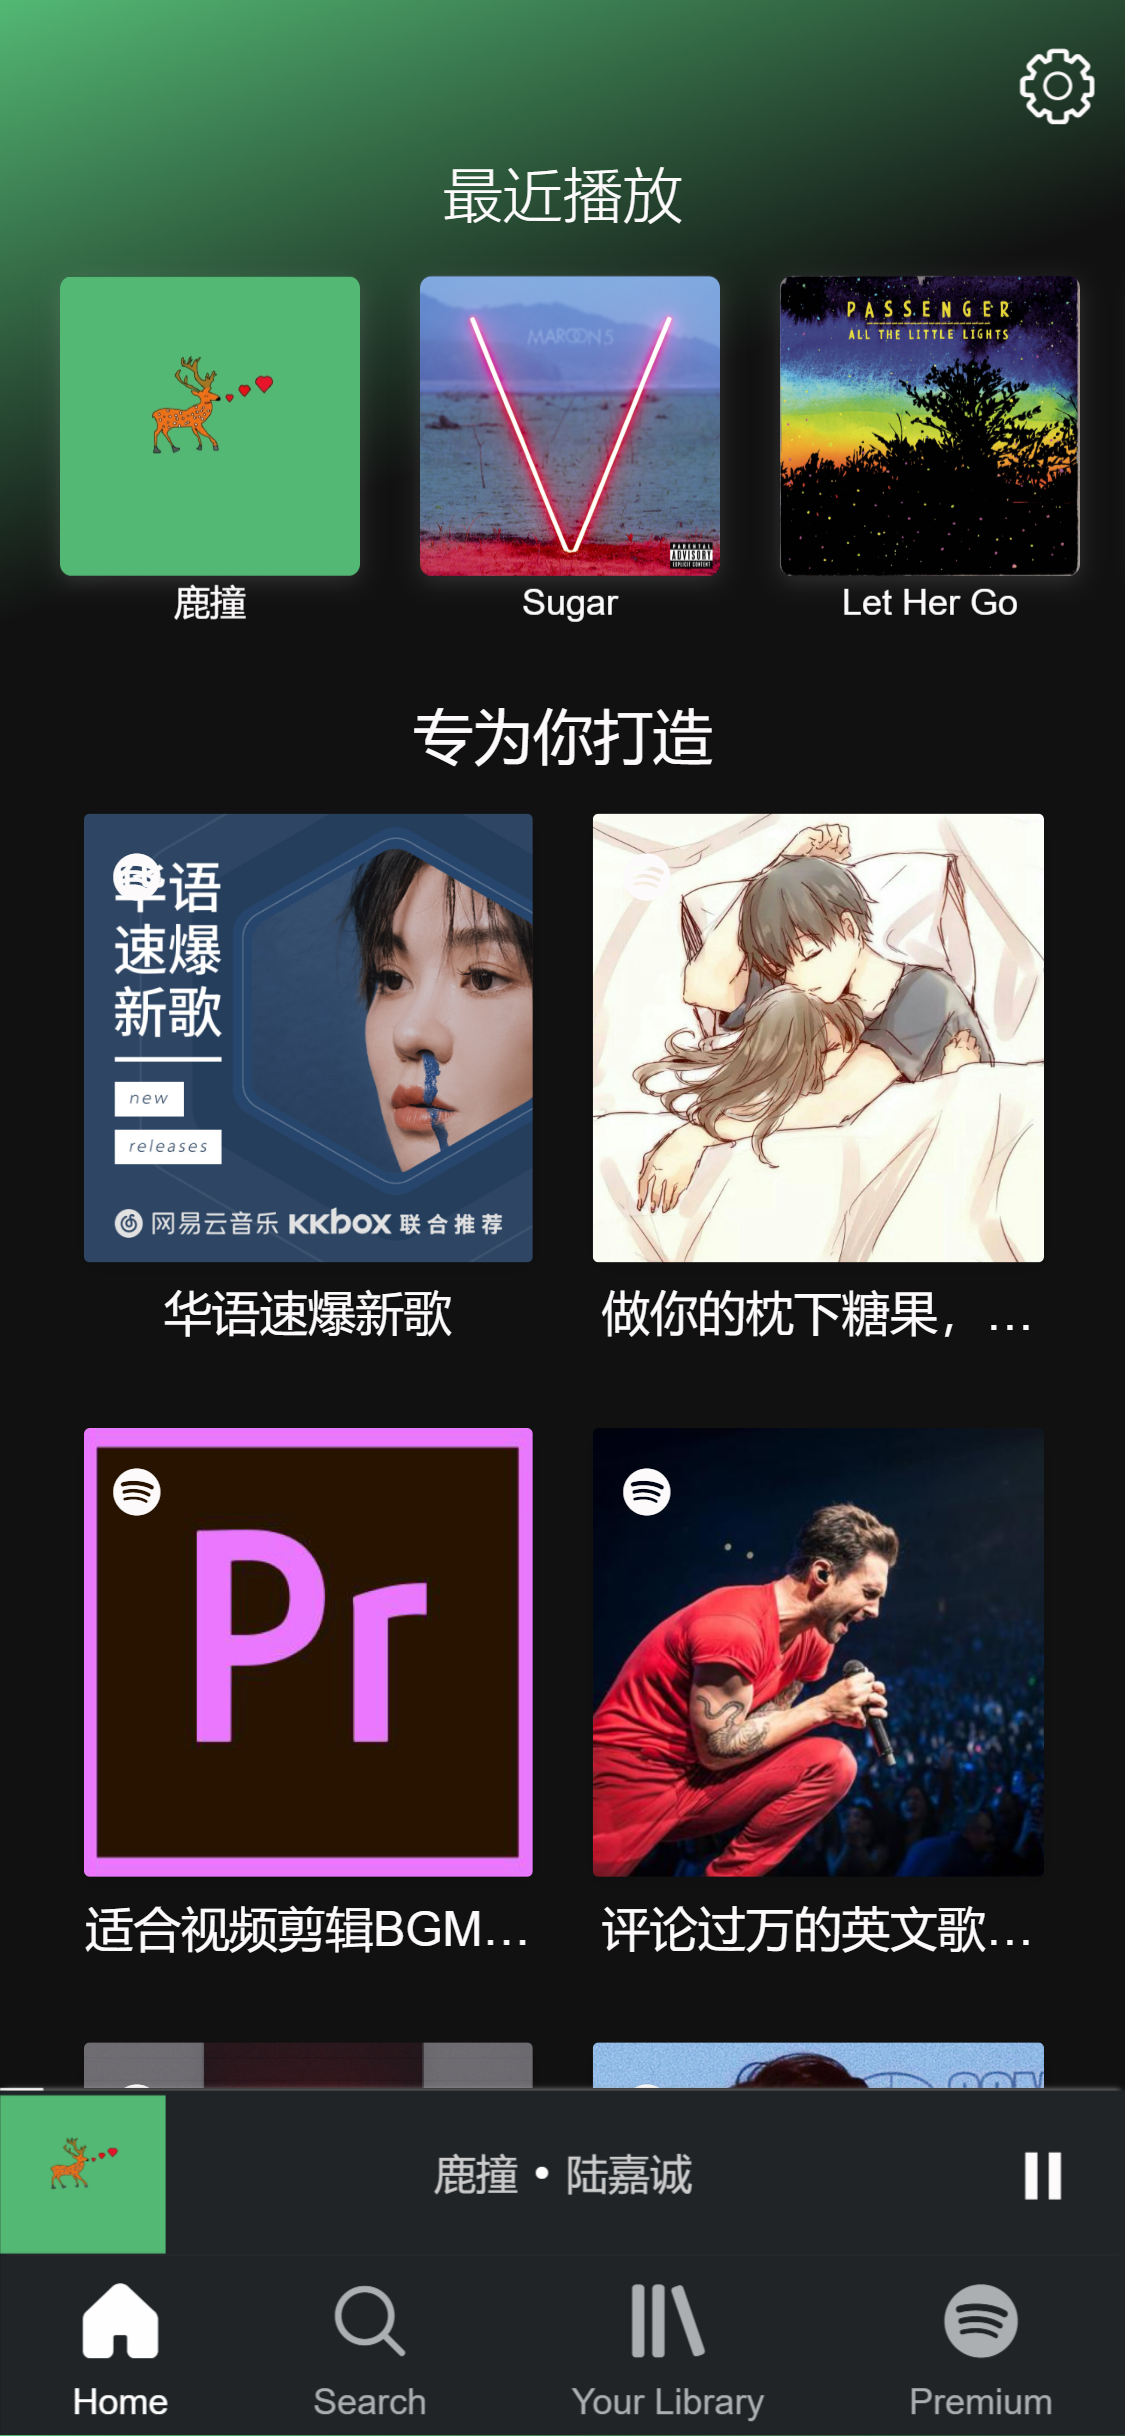 最近播放
MAROON 5
PARENTAL
ADVISORY
EXPLICIT CONTENT
PASSENGER
ALL THE LITTLE LIGHTS
鹿撞
Sugar
Let Her Go
专为你打造
华语
速爆
新歌
new
releases
网易云音乐 KKBOX 联合推荐
华语速爆新歌
做你的枕下糖果，...
Pr
适合视频剪辑BGM...
评论过万的英文歌...
鹿撞 • 陆嘉诚
Home
Search
Your Library
Premium